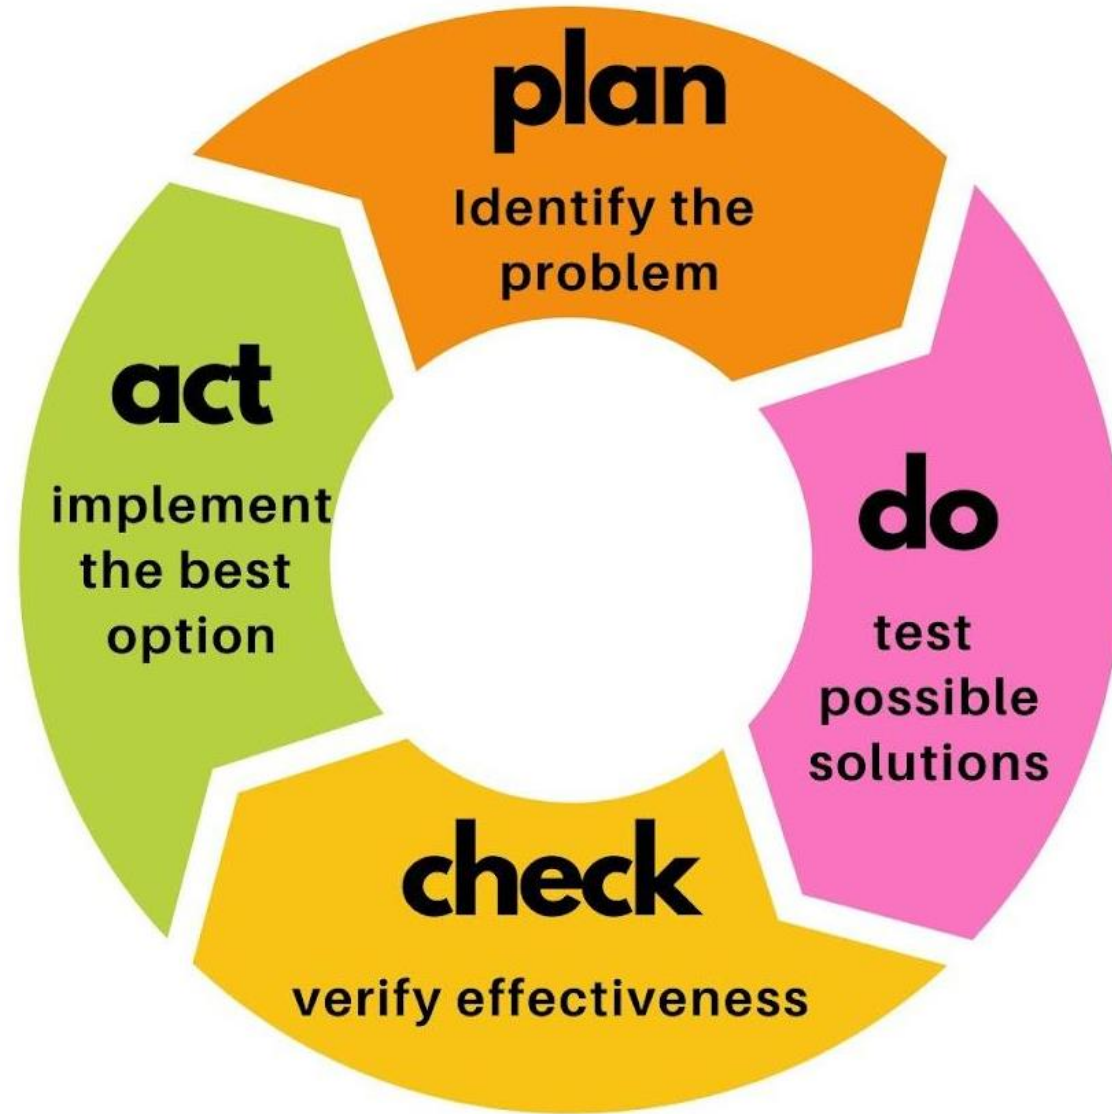 plan
Identify the
problem
do
test
possible
solutions
check
verify effectiveness
act
implement
the best
option